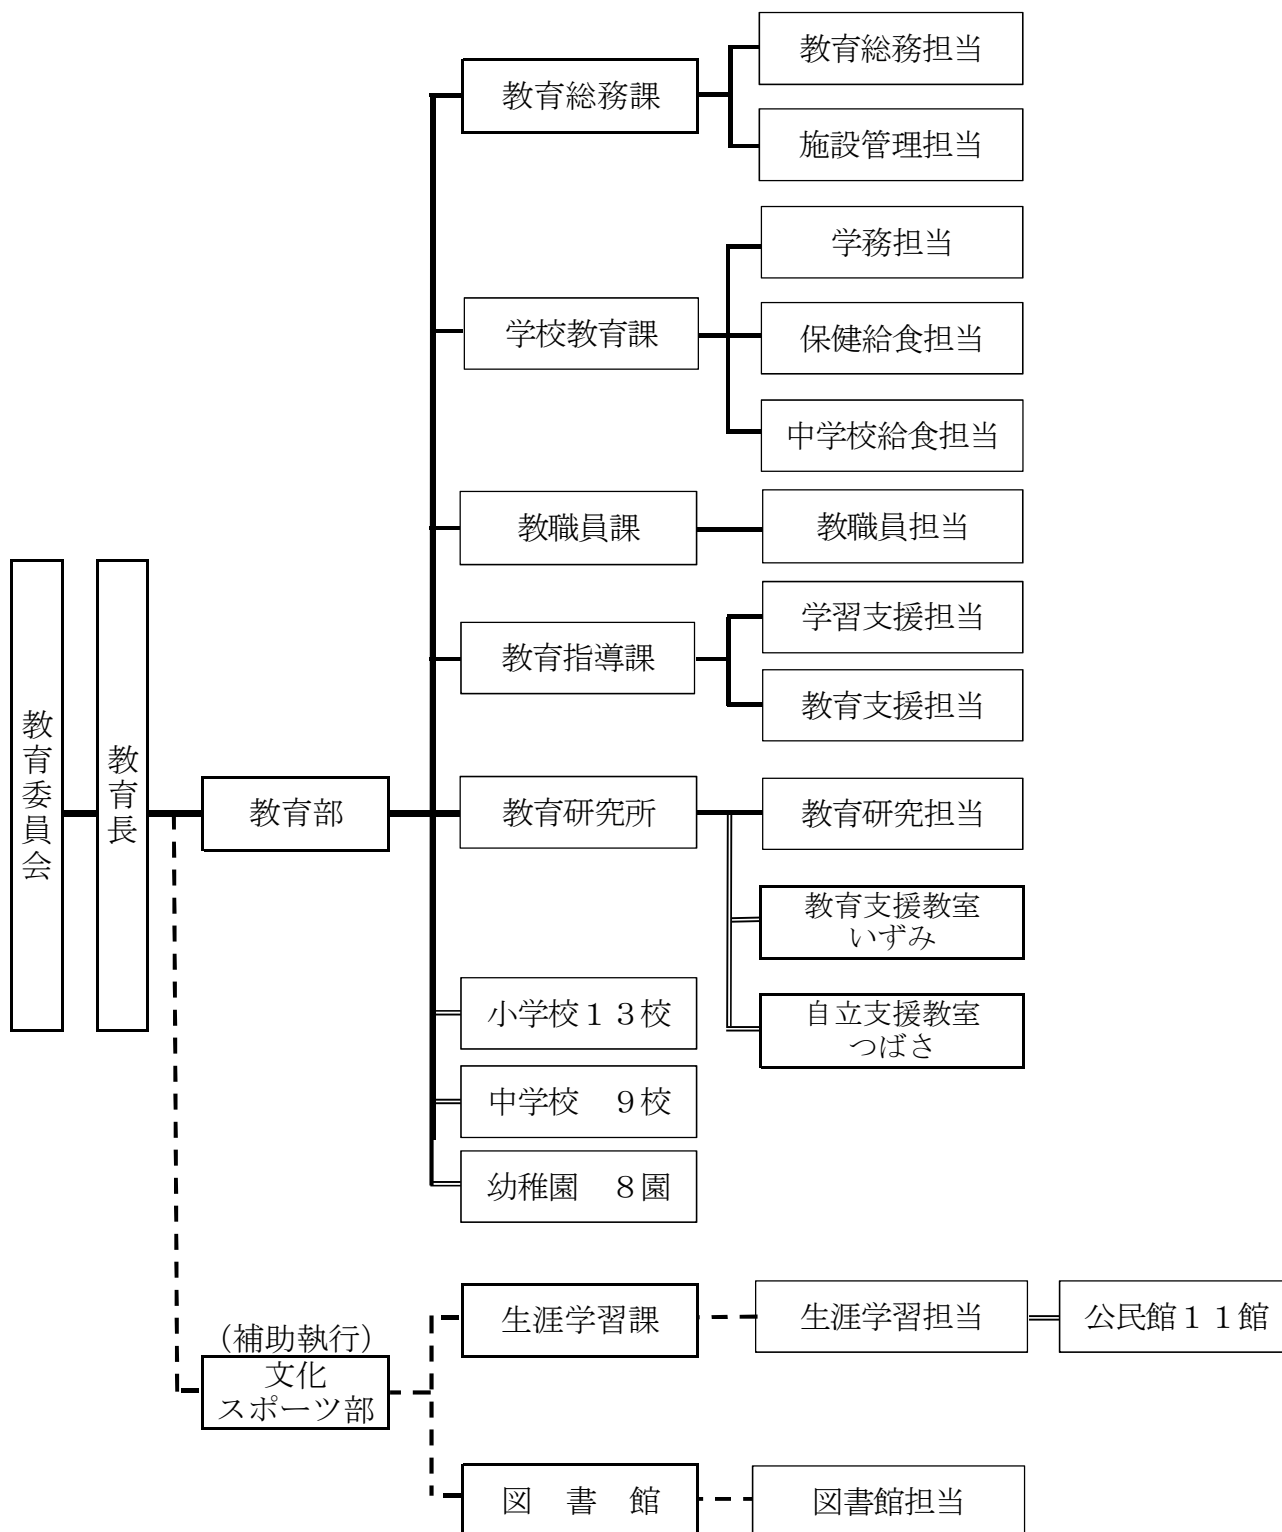 教育委員会
教育長
教育部
教育総務課
教育総務担当
施設管理担当
学校教育課
学務担当
保健給食担当
中学校給食担当
教職員課
教職員担当
教育指導課
学習支援担当
教育支援担当
教育研究所
教育研究担当
教育支援教室
いずみ
自立支援教室
つばさ
小学校１３校
中学校　９校
幼稚園　８園
(補助執行)
文化
スポーツ部
生涯学習課
生涯学習担当
公民館１１館
図　書　館
図書館担当